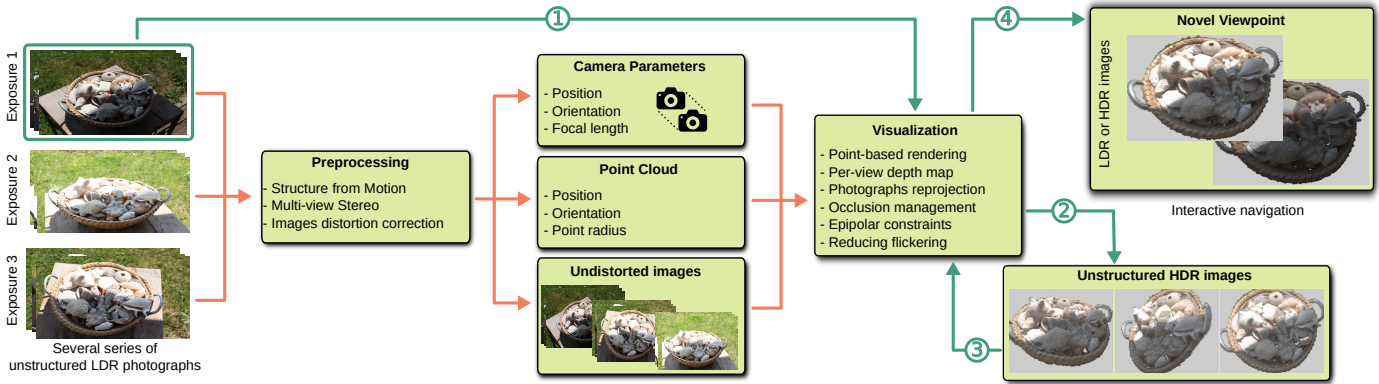 Exposure 1
Exposure 2
Exposure 3
Several series of
unstructured LDR photographs
1
Preprocessing
- Structure from Motion
- Multi-view Stereo
- Images distortion correction
Camera Parameters
- Position
- Orientation
- Focal length
Point Cloud
- Position
- Orientation
- Point radius
Undistorted images
Visualization
- Point-based rendering
- Per-view depth map
- Photographs reprojection
- Occlusion management
- Epipolar constraints
- Reducing flickering
4
Novel Viewpoint
LDR or HDR images
Interactive navigation
2
Unstructured HDR images
3